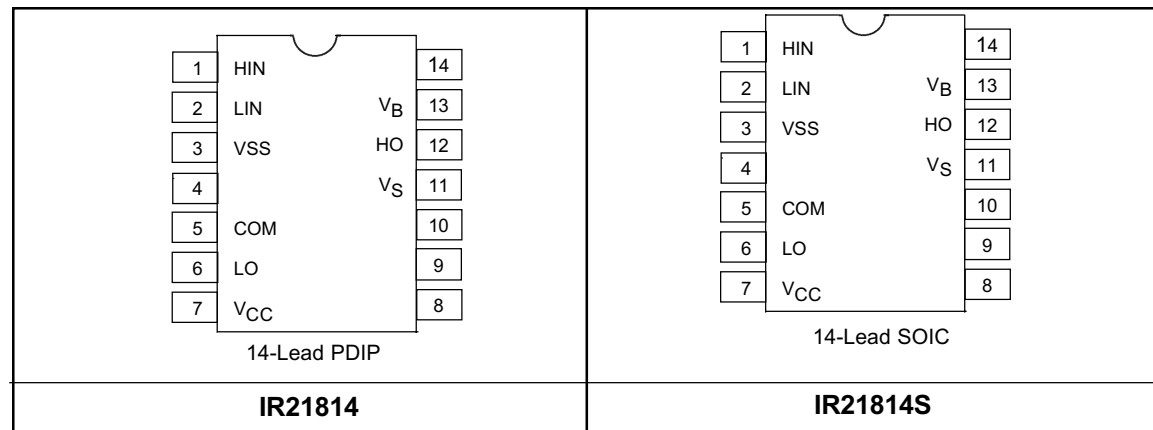 1 HIN 14
2 LIN VB 13
3 VSS HO 12
4 VS 11
5 COM 10
6 LO 9
7 VCC 8
14-Lead PDIP
IR21814
1 HIN 14
2 LIN VB 13
3 VSS HO 12
4 VS 11
5 COM 10
6 LO 9
7 VCC 8
14-Lead SOIC
IR21814S